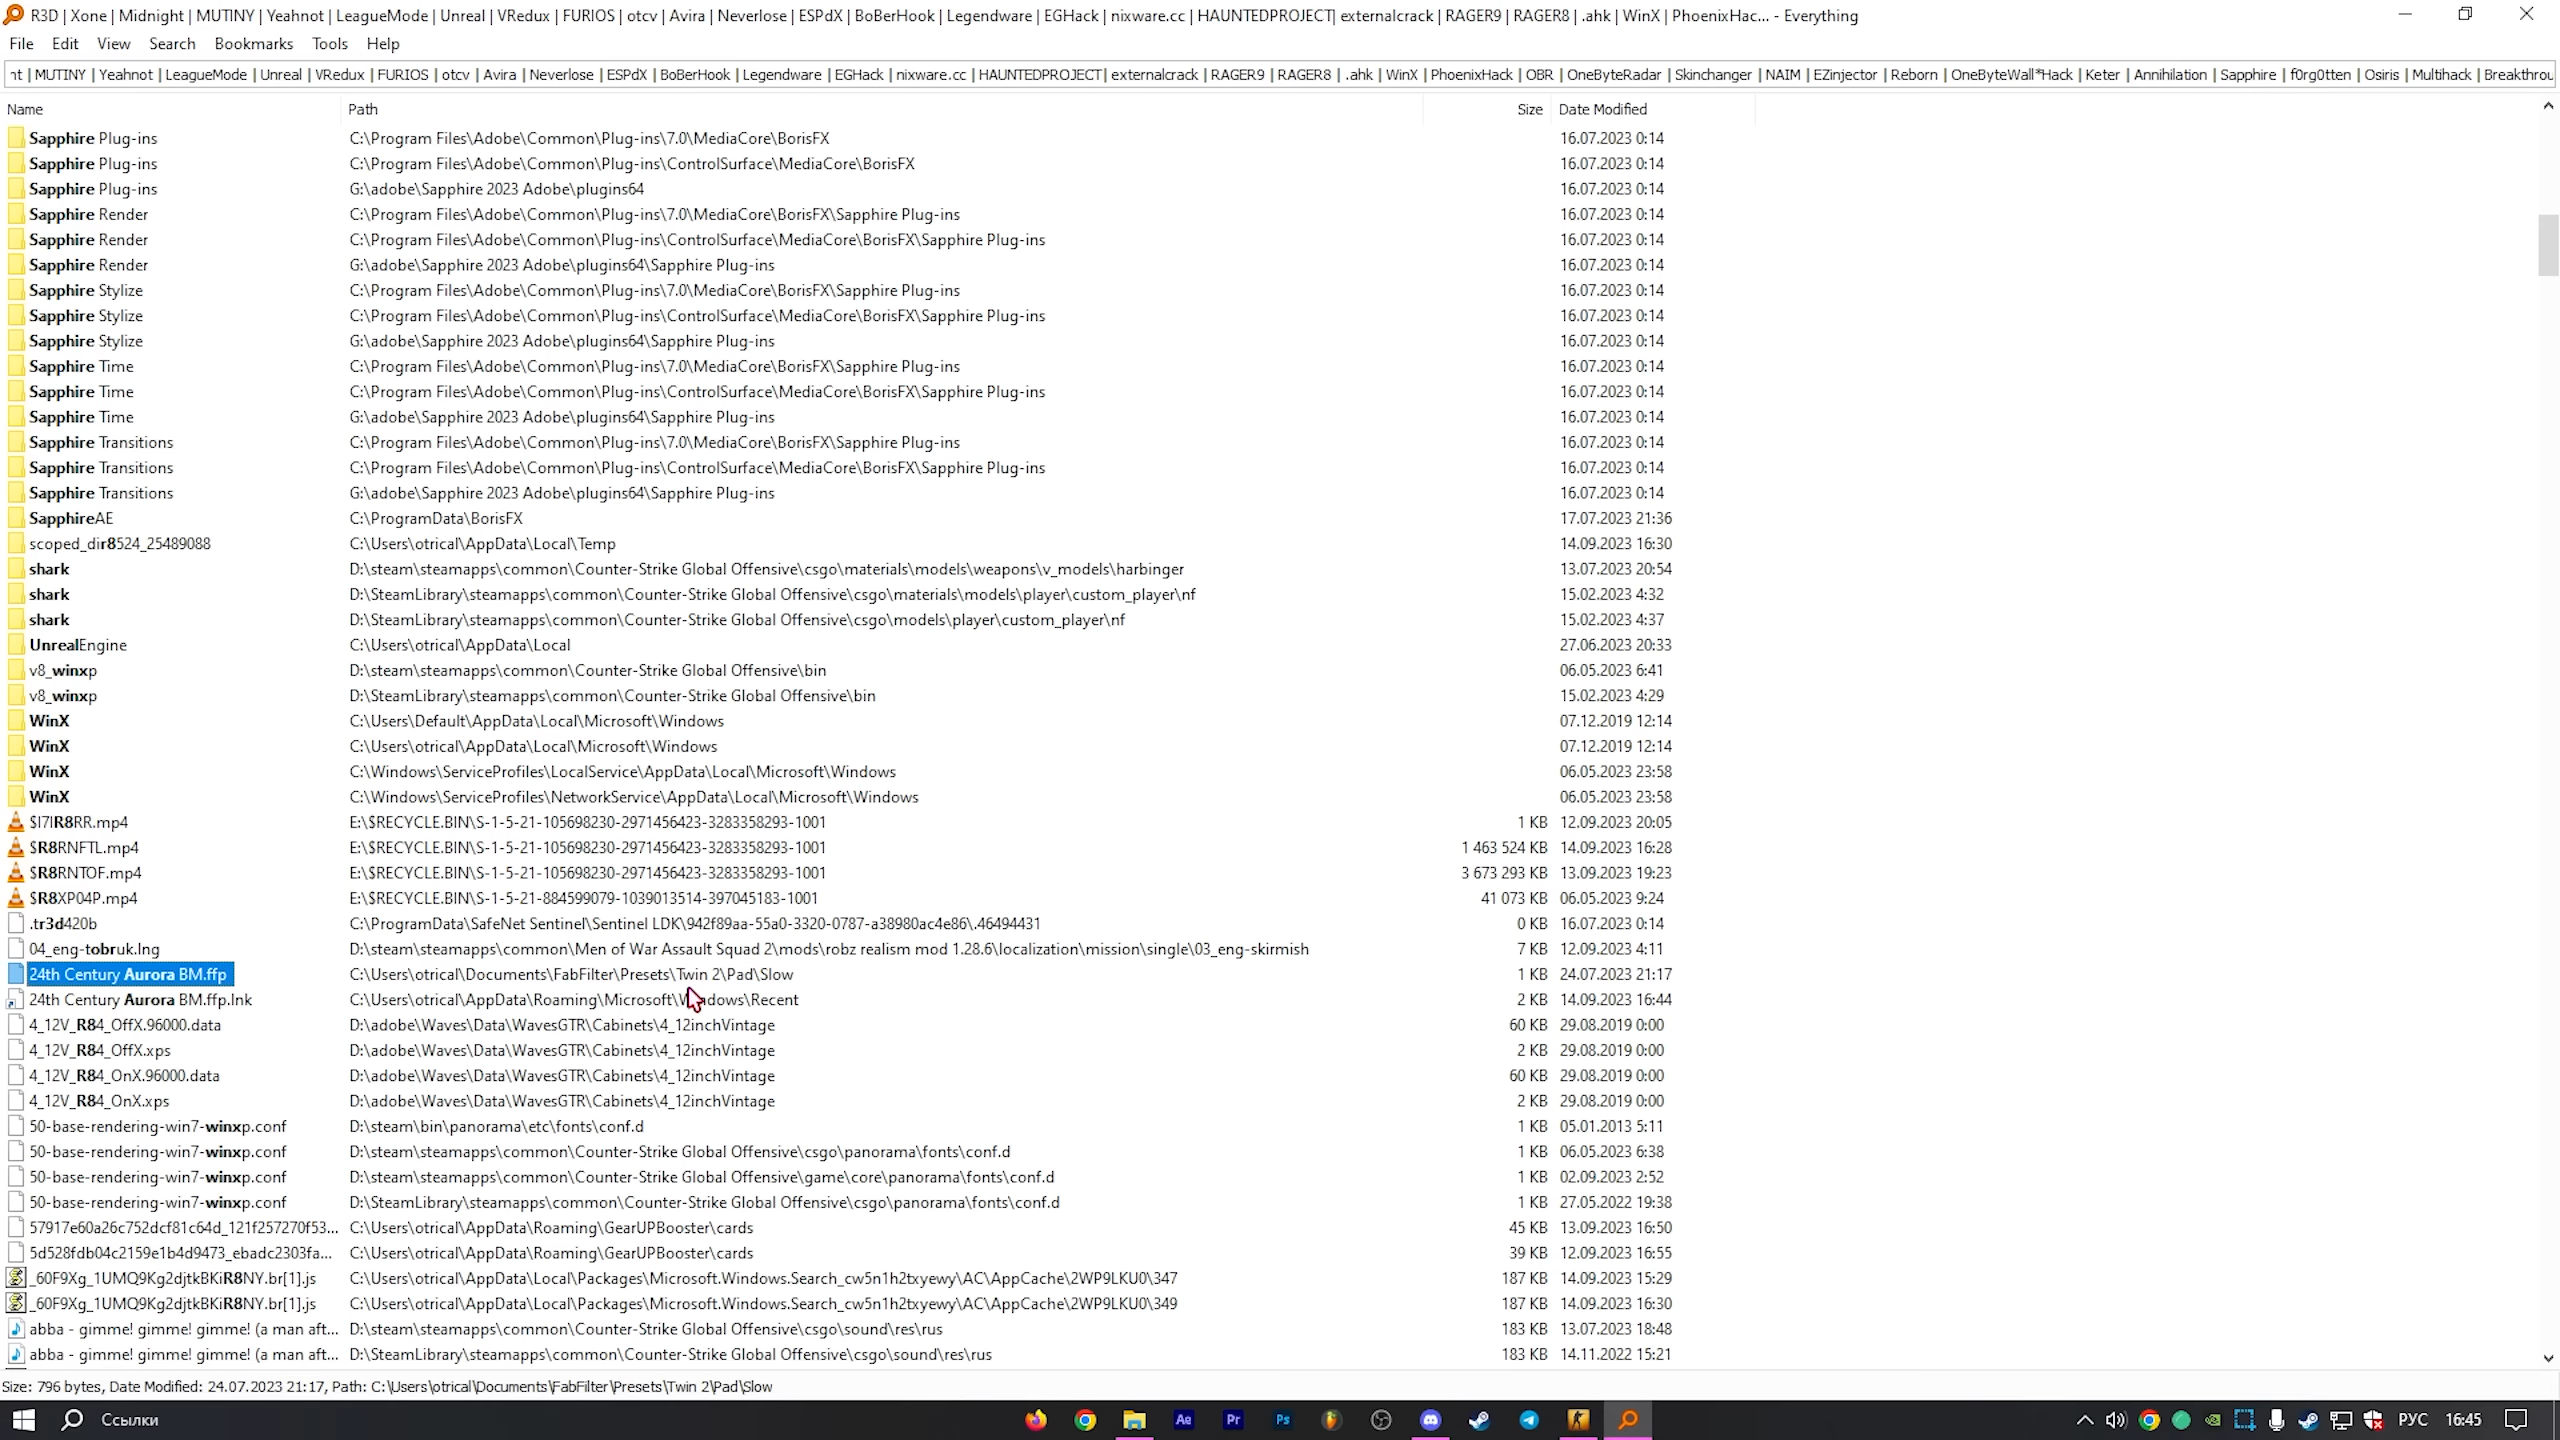 R3D | Xone | Midnight | MUTINY | Yeahnot | LeagueMode | Unreal | VRedux | FURIOS | otcv | Avira | Neverlose | ESPdX | BoBerHook | Legendware | EGHack | nixware.cc | HAUNTEDPROJECT| externalcrack | RAGER9 | RAGER8 | .ahk | WinX | PhoenixHac... - Everything
File Edit View Search Bookmarks Tools Help
nt | MUTINY | Yeahnot | LeagueMode | Unreal | VRedux | FURIOS | otcv | Avira | Neverlose | ESPdX | BoBerHook | Legendware | EGHack | nixware.cc | HAUNTEDPROJECT| externalcrack | RAGER9 | RAGER8 | .ahk | WinX | PhoenixHack | OBR | OneByteRadar | Skinchanger | NAIM | EZinjector | Reborn | OneByteWall*Hack | Keter | Annihilation | Sapphire | f0rg0tten | Osiris | Multihack | Breakthrou
Name Path Size Date Modified
Sapphire Plug-ins C:\Program Files\Adobe\Common\Plug-ins\7.0\MediaCore\BorisFX 16.07.2023 0:14
Sapphire Plug-ins C:\Program Files\Adobe\Common\Plug-ins\ControlSurface\MediaCore\BorisFX 16.07.2023 0:14
Sapphire Plug-ins G:\adobe\Sapphire 2023 Adobe\plugins64 16.07.2023 0:14
Sapphire Render C:\Program Files\Adobe\Common\Plug-ins\7.0\MediaCore\BorisFX\Sapphire Plug-ins 16.07.2023 0:14
Sapphire Render C:\Program Files\Adobe\Common\Plug-ins\ControlSurface\MediaCore\BorisFX\Sapphire Plug-ins 16.07.2023 0:14
Sapphire Render G:\adobe\Sapphire 2023 Adobe\plugins64\Sapphire Plug-ins 16.07.2023 0:14
Sapphire Stylize C:\Program Files\Adobe\Common\Plug-ins\7.0\MediaCore\BorisFX\Sapphire Plug-ins 16.07.2023 0:14
Sapphire Stylize C:\Program Files\Adobe\Common\Plug-ins\ControlSurface\MediaCore\BorisFX\Sapphire Plug-ins 16.07.2023 0:14
Sapphire Stylize G:\adobe\Sapphire 2023 Adobe\plugins64\Sapphire Plug-ins 16.07.2023 0:14
Sapphire Time C:\Program Files\Adobe\Common\Plug-ins\7.0\MediaCore\BorisFX\Sapphire Plug-ins 16.07.2023 0:14
Sapphire Time C:\Program Files\Adobe\Common\Plug-ins\ControlSurface\MediaCore\BorisFX\Sapphire Plug-ins 16.07.2023 0:14
Sapphire Time G:\adobe\Sapphire 2023 Adobe\plugins64\Sapphire Plug-ins 16.07.2023 0:14
Sapphire Transitions C:\Program Files\Adobe\Common\Plug-ins\7.0\MediaCore\BorisFX\Sapphire Plug-ins 16.07.2023 0:14
Sapphire Transitions C:\Program Files\Adobe\Common\Plug-ins\ControlSurface\MediaCore\BorisFX\Sapphire Plug-ins 16.07.2023 0:14
Sapphire Transitions G:\adobe\Sapphire 2023 Adobe\plugins64\Sapphire Plug-ins 16.07.2023 0:14
SapphireAE C:\ProgramData\BorisFX 17.07.2023 21:36
scoped_dir8524_25489088 C:\Users\otrical\AppData\Local\Temp 14.09.2023 16:30
shark D:\steam\steamapps\common\Counter-Strike Global Offensive\csgo\materials\models\weapons\v_models\harbinger 13.07.2023 20:54
shark D:\SteamLibrary\steamapps\common\Counter-Strike Global Offensive\csgo\materials\models\player\custom_player\nf 15.02.2023 4:32
shark D:\SteamLibrary\steamapps\common\Counter-Strike Global Offensive\csgo\models\player\custom_player\nf 15.02.2023 4:37
UnrealEngine C:\Users\otrical\AppData\Local 27.06.2023 20:33
v8_winxp D:\steam\steamapps\common\Counter-Strike Global Offensive\bin 06.05.2023 6:41
v8_winxp D:\SteamLibrary\steamapps\common\Counter-Strike Global Offensive\bin 15.02.2023 4:29
WinX C:\Users\Default\AppData\Local\Microsoft\Windows 07.12.2019 12:14
WinX C:\Users\otrical\AppData\Local\Microsoft\Windows 07.12.2019 12:14
WinX C:\Windows\ServiceProfiles\LocalService\AppData\Local\Microsoft\Windows 06.05.2023 23:58
WinX C:\Windows\ServiceProfiles\NetworkService\AppData\Local\Microsoft\Windows 06.05.2023 23:58
$I7IR8RR.mp4 E:\$RECYCLE.BIN\S-1-5-21-105698230-2971456423-3283358293-1001 1 KB 12.09.2023 20:05
$R8RNFTL.mp4 E:\$RECYCLE.BIN\S-1-5-21-105698230-2971456423-3283358293-1001 1 463 524 KB 14.09.2023 16:28
$R8RNTOF.mp4 E:\$RECYCLE.BIN\S-1-5-21-105698230-2971456423-3283358293-1001 3 673 293 KB 13.09.2023 19:23
$R8XP04P.mp4 E:\$RECYCLE.BIN\S-1-5-21-884599079-1039013514-397045183-1001 41 073 KB 06.05.2023 9:24
.tr3d420b C:\ProgramData\SafeNet Sentinel\Sentinel LDK\942f89aa-55a0-3320-0787-a38980ac4e86\.46494431 0 KB 16.07.2023 0:14
04_eng-tobruk.lng D:\steam\steamapps\common\Men of War Assault Squad 2\mods\robz realism mod 1.28.6\localization\mission\single\03_eng-skirmish 7 KB 12.09.2023 4:11
24th Century Aurora BM.ffp C:\Users\otrical\Documents\FabFilter\Presets\Twin 2\Pad\Slow 1 KB 24.07.2023 21:17
24th Century Aurora BM.ffp.lnk C:\Users\otrical\AppData\Roaming\Microsoft\Windows\Recent 2 KB 14.09.2023 16:44
4_12V_R84_OffX.96000.data D:\adobe\Waves\Data\WavesGTR\Cabinets\4_12inchVintage 60 KB 29.08.2019 0:00
4_12V_R84_OffX.xps D:\adobe\Waves\Data\WavesGTR\Cabinets\4_12inchVintage 2 KB 29.08.2019 0:00
4_12V_R84_OnX.96000.data D:\adobe\Waves\Data\WavesGTR\Cabinets\4_12inchVintage 60 KB 29.08.2019 0:00
4_12V_R84_OnX.xps D:\adobe\Waves\Data\WavesGTR\Cabinets\4_12inchVintage 2 KB 29.08.2019 0:00
50-base-rendering-win7-winxp.conf D:\steam\bin\panorama\etc\fonts\conf.d 1 KB 05.01.2013 5:11
50-base-rendering-win7-winxp.conf D:\steam\steamapps\common\Counter-Strike Global Offensive\csgo\panorama\fonts\conf.d 1 KB 06.05.2023 6:38
50-base-rendering-win7-winxp.conf D:\steam\steamapps\common\Counter-Strike Global Offensive\game\core\panorama\fonts\conf.d 1 KB 02.09.2023 2:52
50-base-rendering-win7-winxp.conf D:\SteamLibrary\steamapps\common\Counter-Strike Global Offensive\csgo\panorama\fonts\conf.d 1 KB 27.05.2022 19:38
57917e60a26c752dcf81c64d_121f257270f53... C:\Users\otrical\AppData\Roaming\GearUPBooster\cards 45 KB 13.09.2023 16:50
5d528fdb04c2159e1b4d9473_ebadc2303fa... C:\Users\otrical\AppData\Roaming\GearUPBooster\cards 39 KB 12.09.2023 16:55
_60F9Xg_1UMQ9Kg2djtkBKiR8NY.br[1].js C:\Users\otrical\AppData\Local\Packages\Microsoft.Windows.Search_cw5n1h2txyewy\AC\AppCache\2WP9LKU0\347 187 KB 14.09.2023 15:29
_60F9Xg_1UMQ9Kg2djtkBKiR8NY.br[1].js C:\Users\otrical\AppData\Local\Packages\Microsoft.Windows.Search_cw5n1h2txyewy\AC\AppCache\2WP9LKU0\349 187 KB 14.09.2023 16:30
abba - gimme! gimme! gimme! (a man aft... D:\steam\steamapps\common\Counter-Strike Global Offensive\csgo\sound\res\rus 183 KB 13.07.2023 18:48
abba - gimme! gimme! gimme! (a man aft... D:\SteamLibrary\steamapps\common\Counter-Strike Global Offensive\csgo\sound\res\rus 183 KB 14.11.2022 15:21
Size: 796 bytes, Date Modified: 24.07.2023 21:17, Path: C:\Users\otrical\Documents\FabFilter\Presets\Twin 2\Pad\Slow
Ссылки Ae Pr Ps РУС 16:45